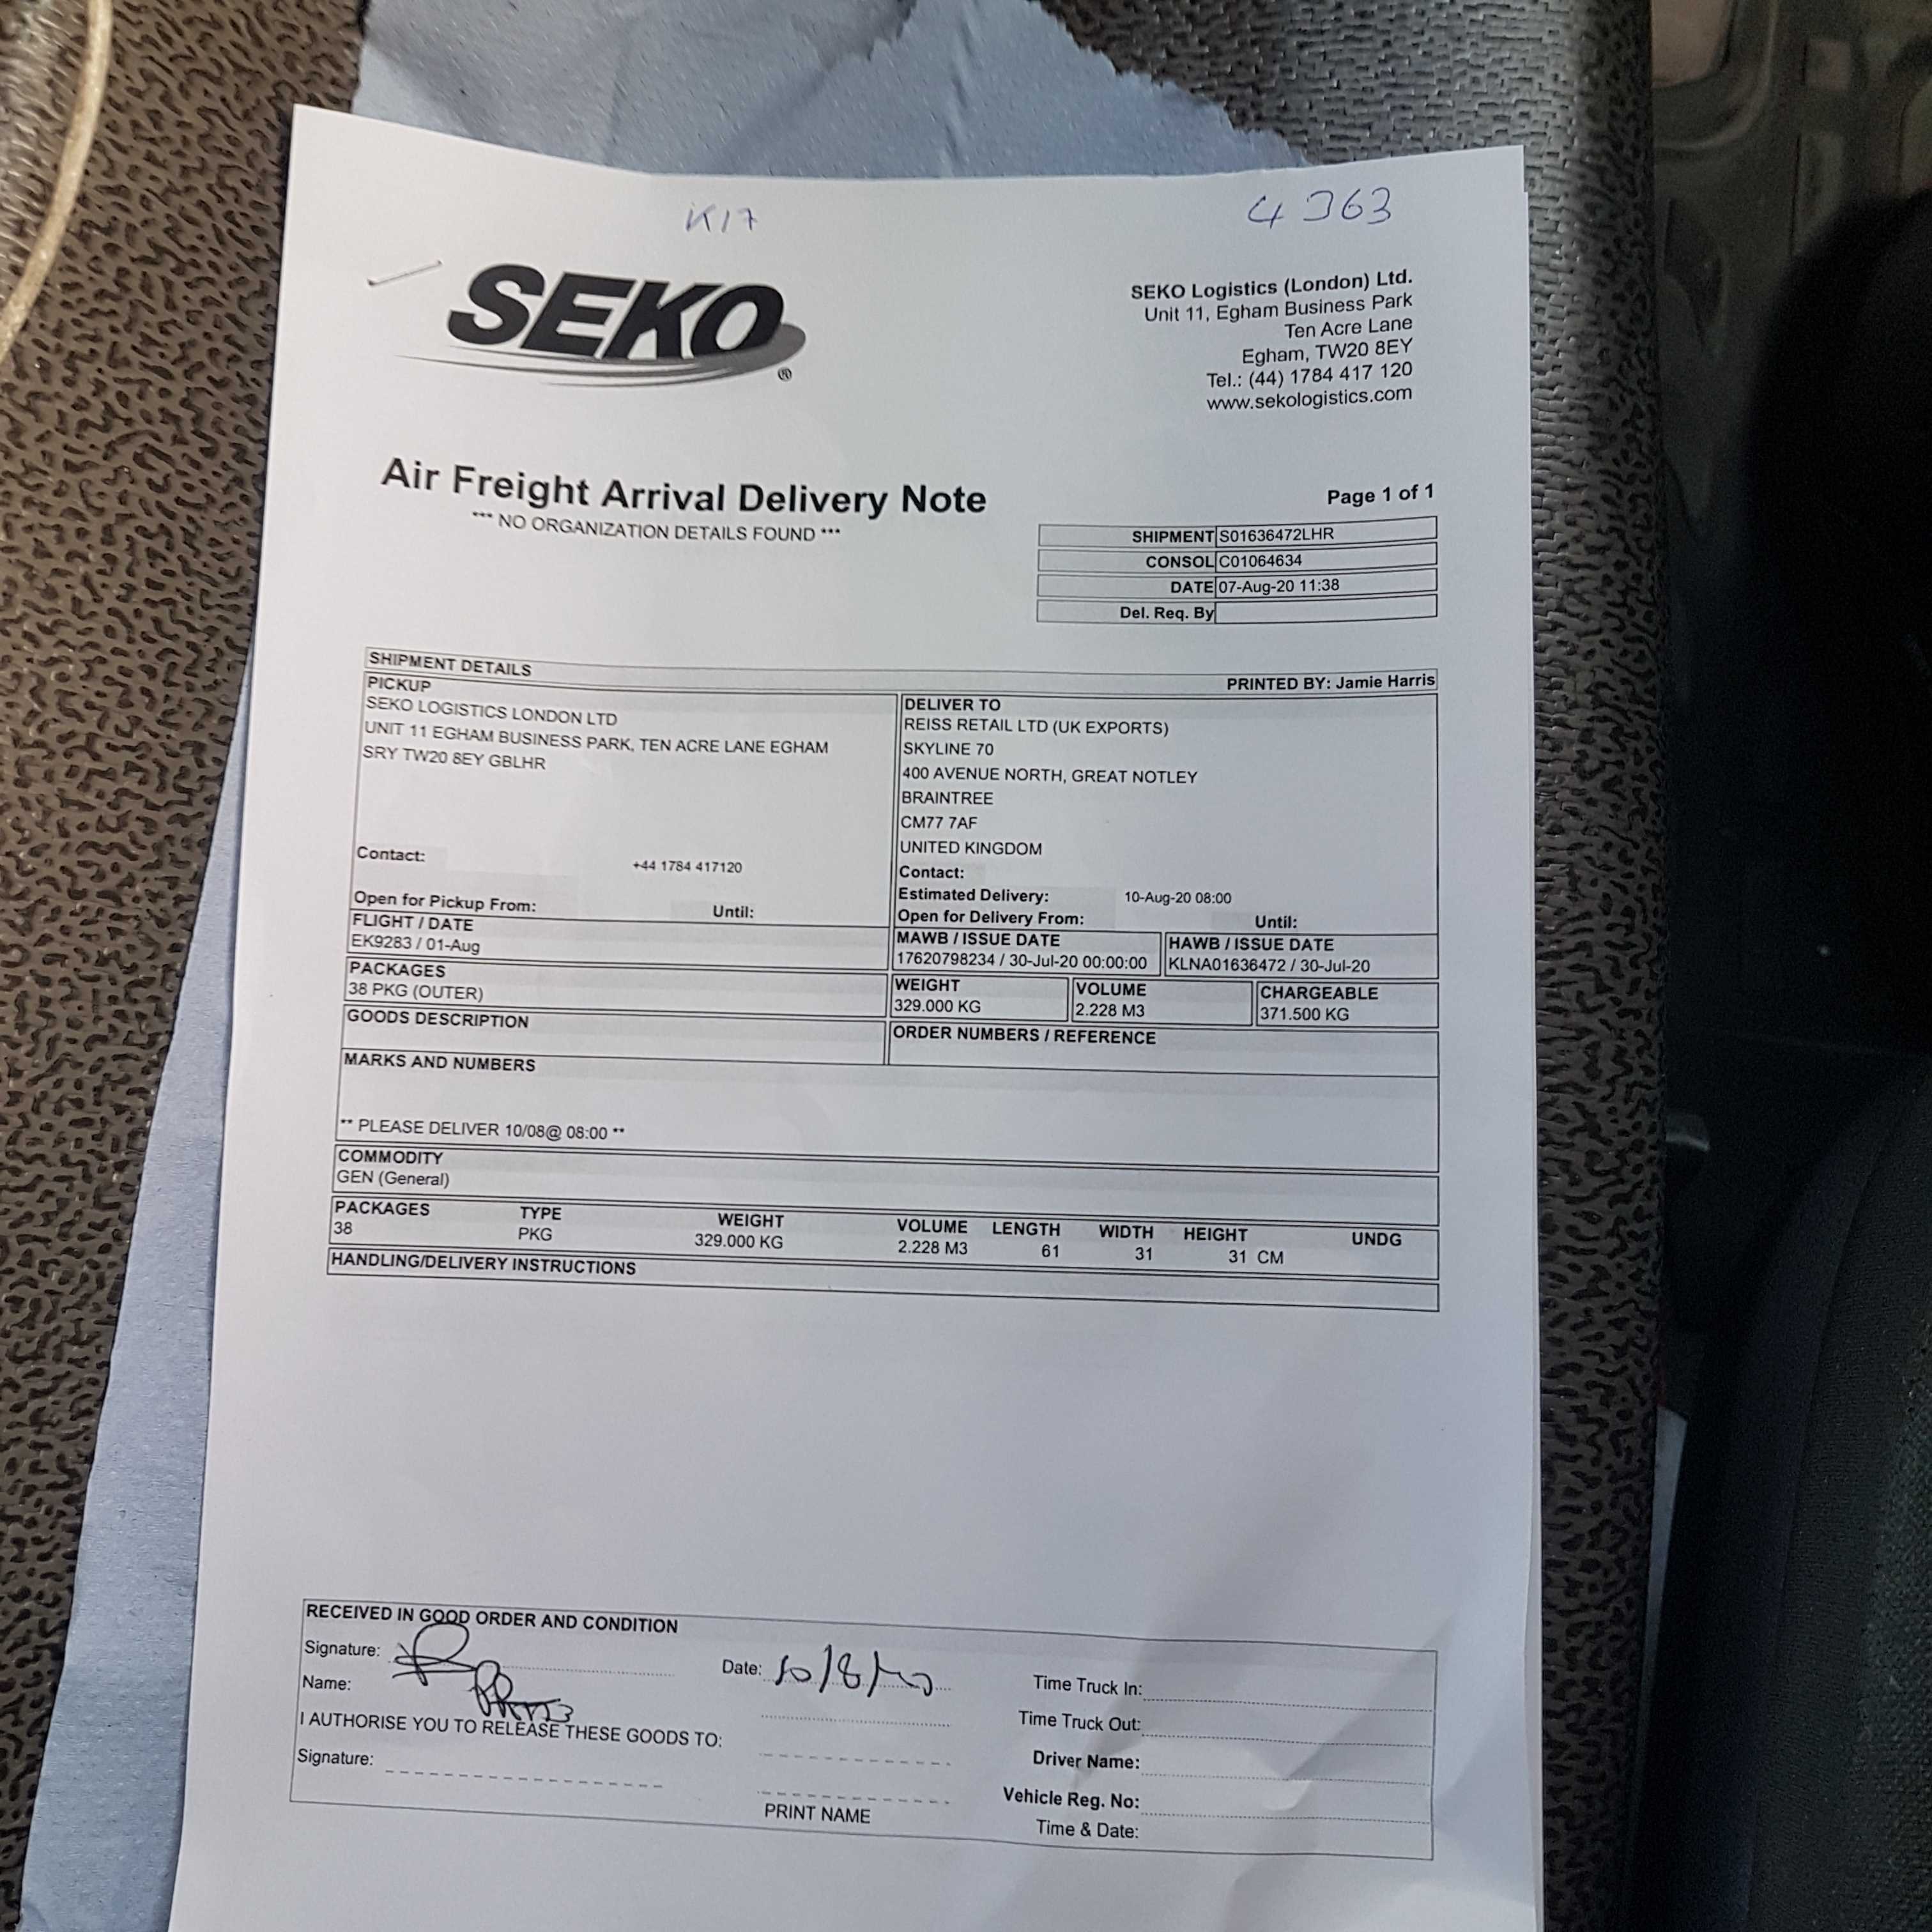 K17
4 J363
SEKO
®
SEKO Logistics (London) Ltd.
Unit 11, Egham Business Park
Ten Acre Lane
Egham, TW20 8EY
Tel.: (44) 1784 417 120
www.sekologistics.com
Air Freight Arrival Delivery Note
*** NO ORGANIZATION DETAILS FOUND ***
Page 1 of 1
SHIPMENT S01636472LHR
CONSOL C01064634
DATE 07-Aug-20 11:38
Del. Req. By
SHIPMENT DETAILS
PRINTED BY: Jamie Harris
PICKUP
SEKO LOGISTICS LONDON LTD
UNIT 11 EGHAM BUSINESS PARK, TEN ACRE LANE EGHAM
SRY TW20 8EY GBLHR
Contact: +44 1784 417120
Open for Pickup From: Until:
DELIVER TO
REISS RETAIL LTD (UK EXPORTS)
SKYLINE 70
400 AVENUE NORTH, GREAT NOTLEY
BRAINTREE
CM77 7AF
UNITED KINGDOM
Contact:
Estimated Delivery: 10-Aug-20 08:00
Open for Delivery From: Until:
FLIGHT / DATE
EK9283 / 01-Aug
MAWB / ISSUE DATE
17620798234 / 30-Jul-20 00:00:00
HAWB / ISSUE DATE
KLNA01636472 / 30-Jul-20
PACKAGES
38 PKG (OUTER)
WEIGHT
329.000 KG
VOLUME
2.228 M3
CHARGEABLE
371.500 KG
GOODS DESCRIPTION
ORDER NUMBERS / REFERENCE
MARKS AND NUMBERS
** PLEASE DELIVER 10/08@ 08:00 **
COMMODITY
GEN (General)
PACKAGES TYPE WEIGHT VOLUME LENGTH WIDTH HEIGHT UNDG
38 PKG 329.000 KG 2.228 M3 61 31 31 CM
HANDLING/DELIVERY INSTRUCTIONS
RECEIVED IN GOOD ORDER AND CONDITION
Signature:
Date: 10/8/20
Name:
I AUTHORISE YOU TO RELEASE THESE GOODS TO:
Signature:
PRINT NAME
Time Truck In:
Time Truck Out:
Driver Name:
Vehicle Reg. No:
Time & Date: